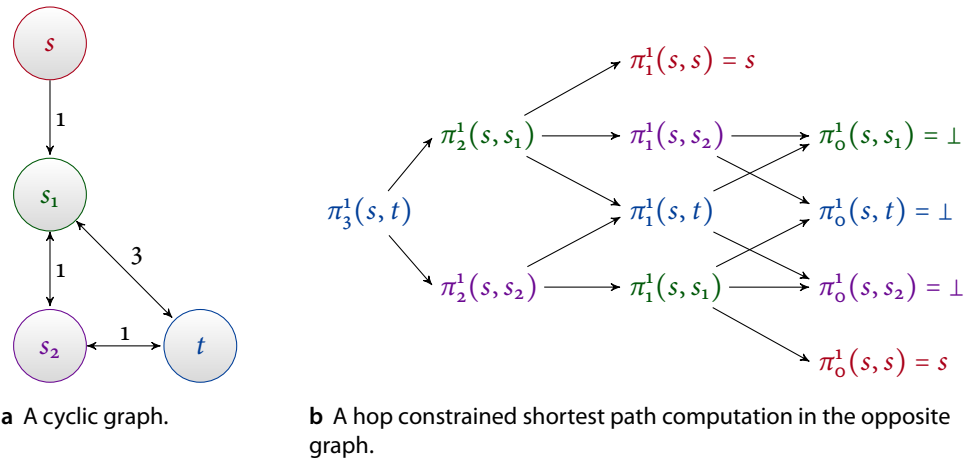 s
1
s₁
1
3
s₂
1
t
a A cyclic graph.
π₁¹(s, s) = s
π₂¹(s, s₁)
π₁¹(s, s₂)
π₀¹(s, s₁) = ⊥
π₃¹(s, t)
π₁¹(s, t)
π₀¹(s, t) = ⊥
π₂¹(s, s₂)
π₁¹(s, s₁)
π₀¹(s, s₂) = ⊥
π₀¹(s, s) = s
b A hop constrained shortest path computation in the opposite
graph.